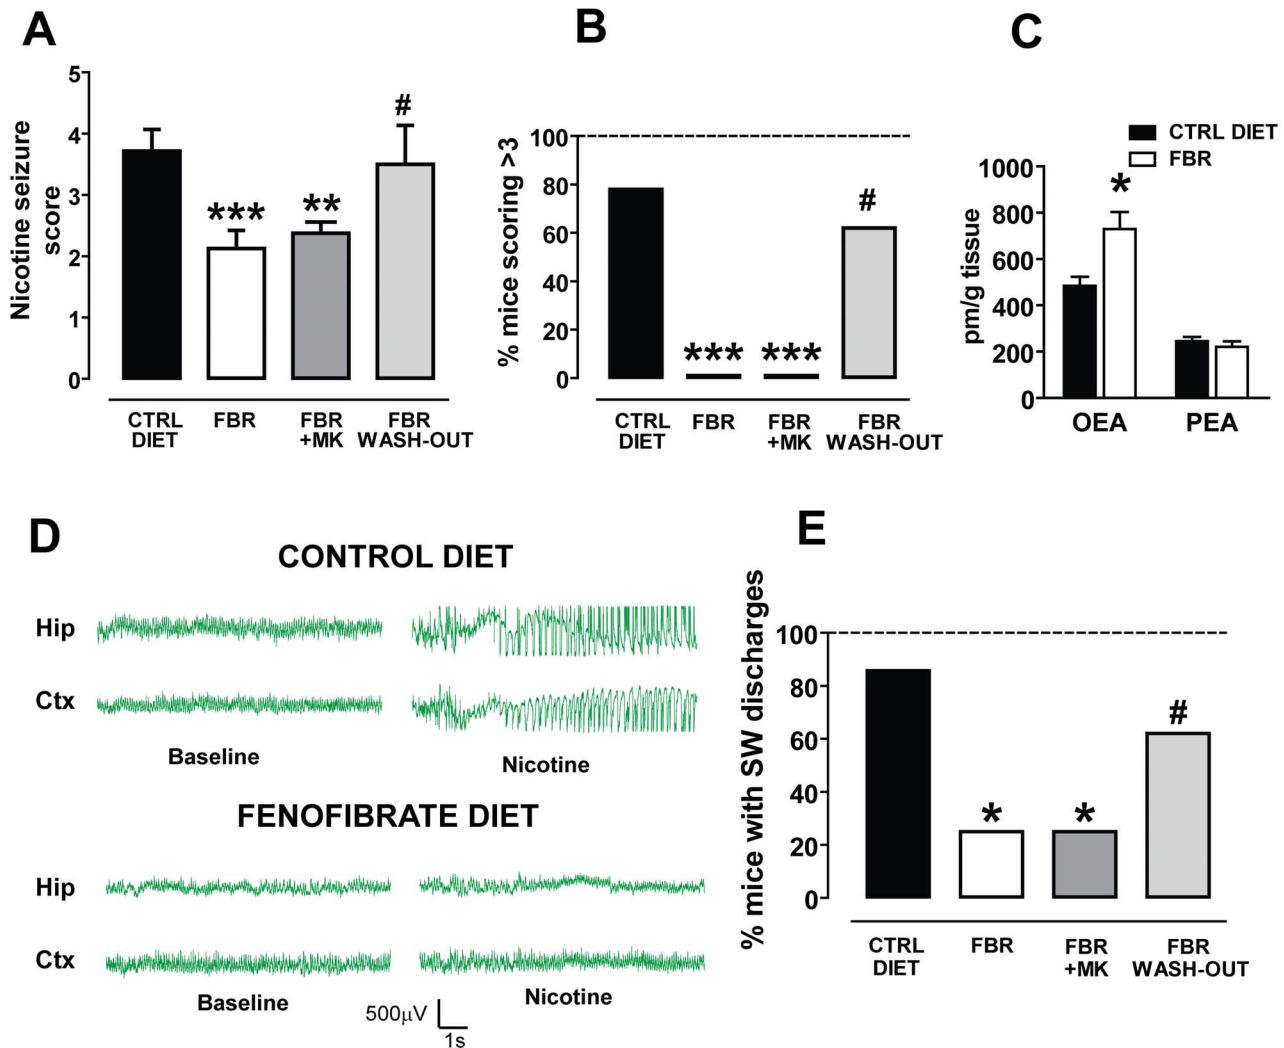 A
Nicotine seizure
score
5
4
3
2
1
0
***
**
#
CTRL
DIET
FBR
FBR
+MK
FBR
WASH-OUT
B
% mice scoring >3
100
80
60
40
20
0
***
***
#
CTRL
DIET
FBR
FBR
+MK
FBR
WASH-OUT
C
CTRL DIET
FBR
pm/g tissue
1000
800
600
400
200
0
*
OEA
PEA
D
CONTROL DIET
Hip
Ctx
Baseline
Nicotine
FENOFIBRATE DIET
Hip
Ctx
Baseline
Nicotine
500µV
1s
E
% mice with SW discharges
100
80
60
40
20
0
*
*
#
CTRL
DIET
FBR
FBR
+MK
FBR
WASH-OUT